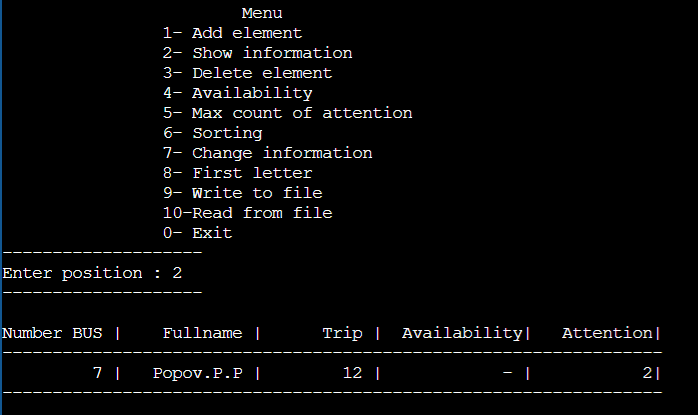 Menu
1- Add element
2- Show information
3- Delete element
4- Availability
5- Max count of attention
6- Sorting
7- Change information
8- First letter
9- Write to file
10-Read from file
0- Exit
--------------------
Enter position : 2
--------------------
Number BUS | Fullname | Trip | Availability| Attention|
------------------------------------------------------------------
7 | Popov.P.P | 12 | - | 2|
------------------------------------------------------------------